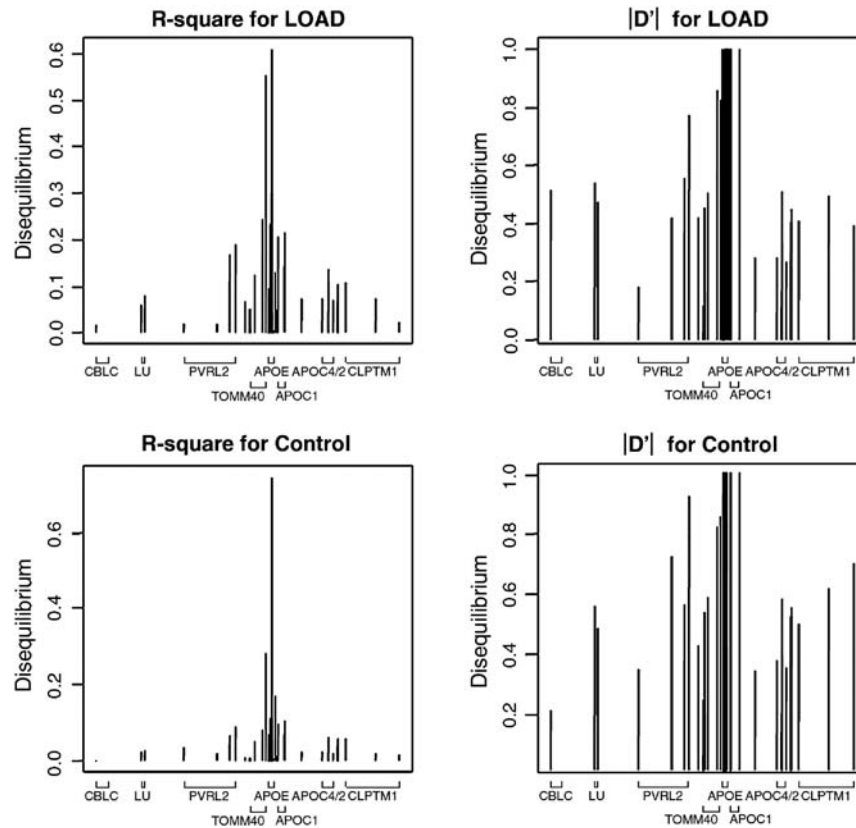 R-square for LOAD
Disequilibrium
0.0 0.1 0.2 0.3 0.4 0.5 0.6
CBLC LU PVRL2 APOE APOC4/2 CLPTM1
TOMM40 APOC1
|D'| for LOAD
Disequilibrium
0.0 0.2 0.4 0.6 0.8 1.0
CBLC LU PVRL2 APOE APOC4/2 CLPTM1
TOMM40 APOC1
R-square for Control
Disequilibrium
0.0 0.2 0.4 0.6
CBLC LU PVRL2 APOE APOC4/2 CLPTM1
TOMM40 APOC1
|D'| for Control
Disequilibrium
0.2 0.4 0.6 0.8 1.0
CBLC LU PVRL2 APOE APOC4/2 CLPTM1
TOMM40 APOC1